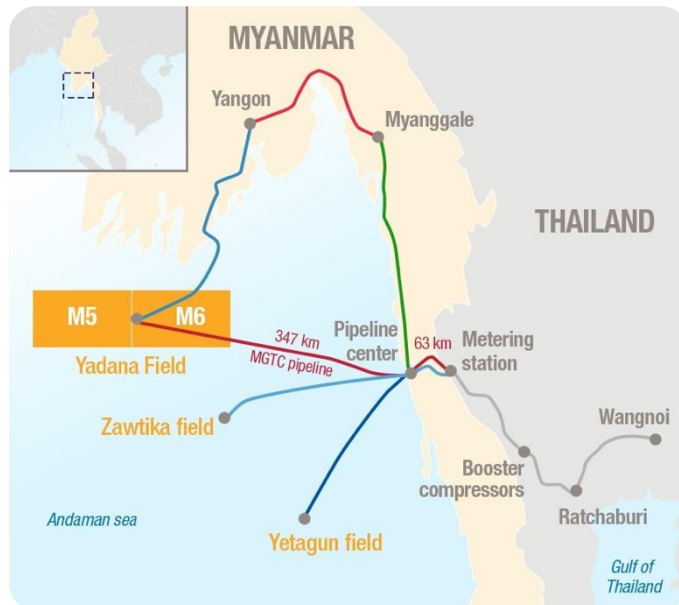 MYANMAR
Yangon
Myanggale
THAILAND
M5
M6
Yadana Field
347 km
MGTC pipeline
Pipeline
center
63 km
Metering
station
Zawtika field
Wangnoi
Booster
compressors
Ratchaburi
Andaman sea
Yetagun field
Gulf of
Thailand